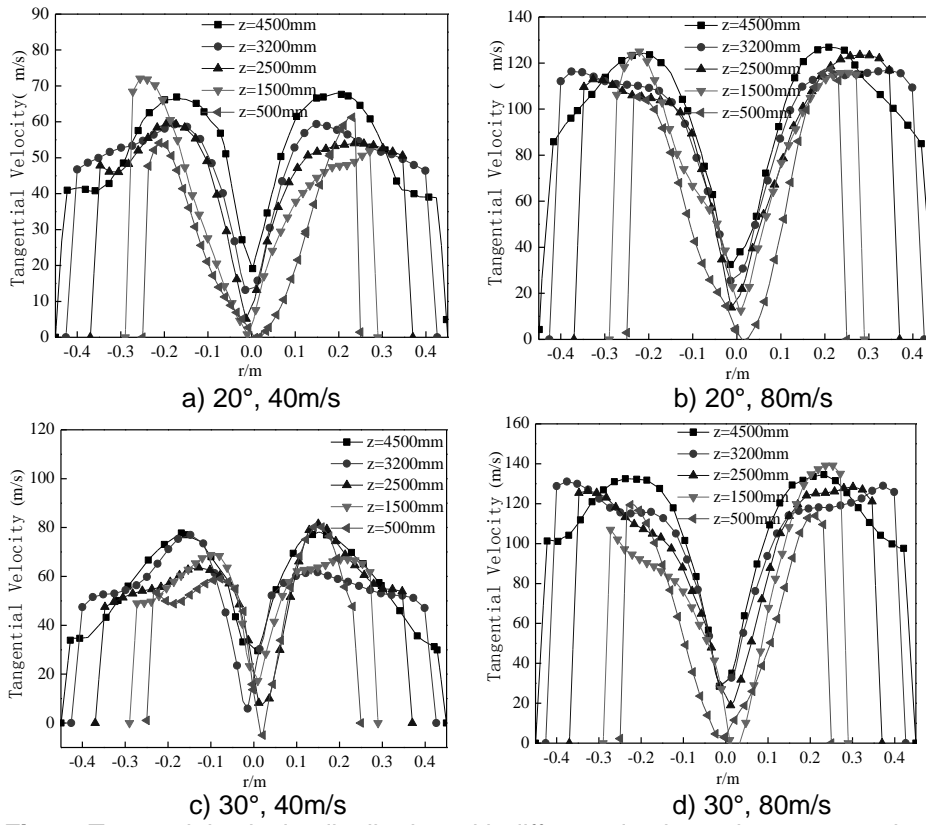 z=4500mm
z=3200mm
z=2500mm
z=1500mm
z=500mm
Tangential Velocity( m/s)
90
80
70
60
50
40
30
20
10
0
-0.4 -0.3 -0.2 -0.1 0.0 0.1 0.2 0.3 0.4
r/m
a) 20°, 40m/s
z=4500mm
z=3200mm
z=2500mm
z=1500mm
z=500mm
Tangential Velocity ( m/s)
140
120
100
80
60
40
20
0
-0.4 -0.3 -0.2 -0.1 0.0 0.1 0.2 0.3 0.4
r/m
b) 20°, 80m/s
z=4500mm
z=3200mm
z=2500mm
z=1500mm
z=500mm
Tangential Velocity (m/s)
120
100
80
60
40
20
0
-0.4 -0.3 -0.2 -0.1 0.0 0.1 0.2 0.3 0.4
r/m
c) 30°, 40m/s
z=4500mm
z=3200mm
z=2500mm
z=1500mm
z=500mm
Tangential Velocity (m/s)
160
140
120
100
80
60
40
20
0
-0.4 -0.3 -0.2 -0.1 0.0 0.1 0.2 0.3 0.4
r/m
d) 30°, 80m/s